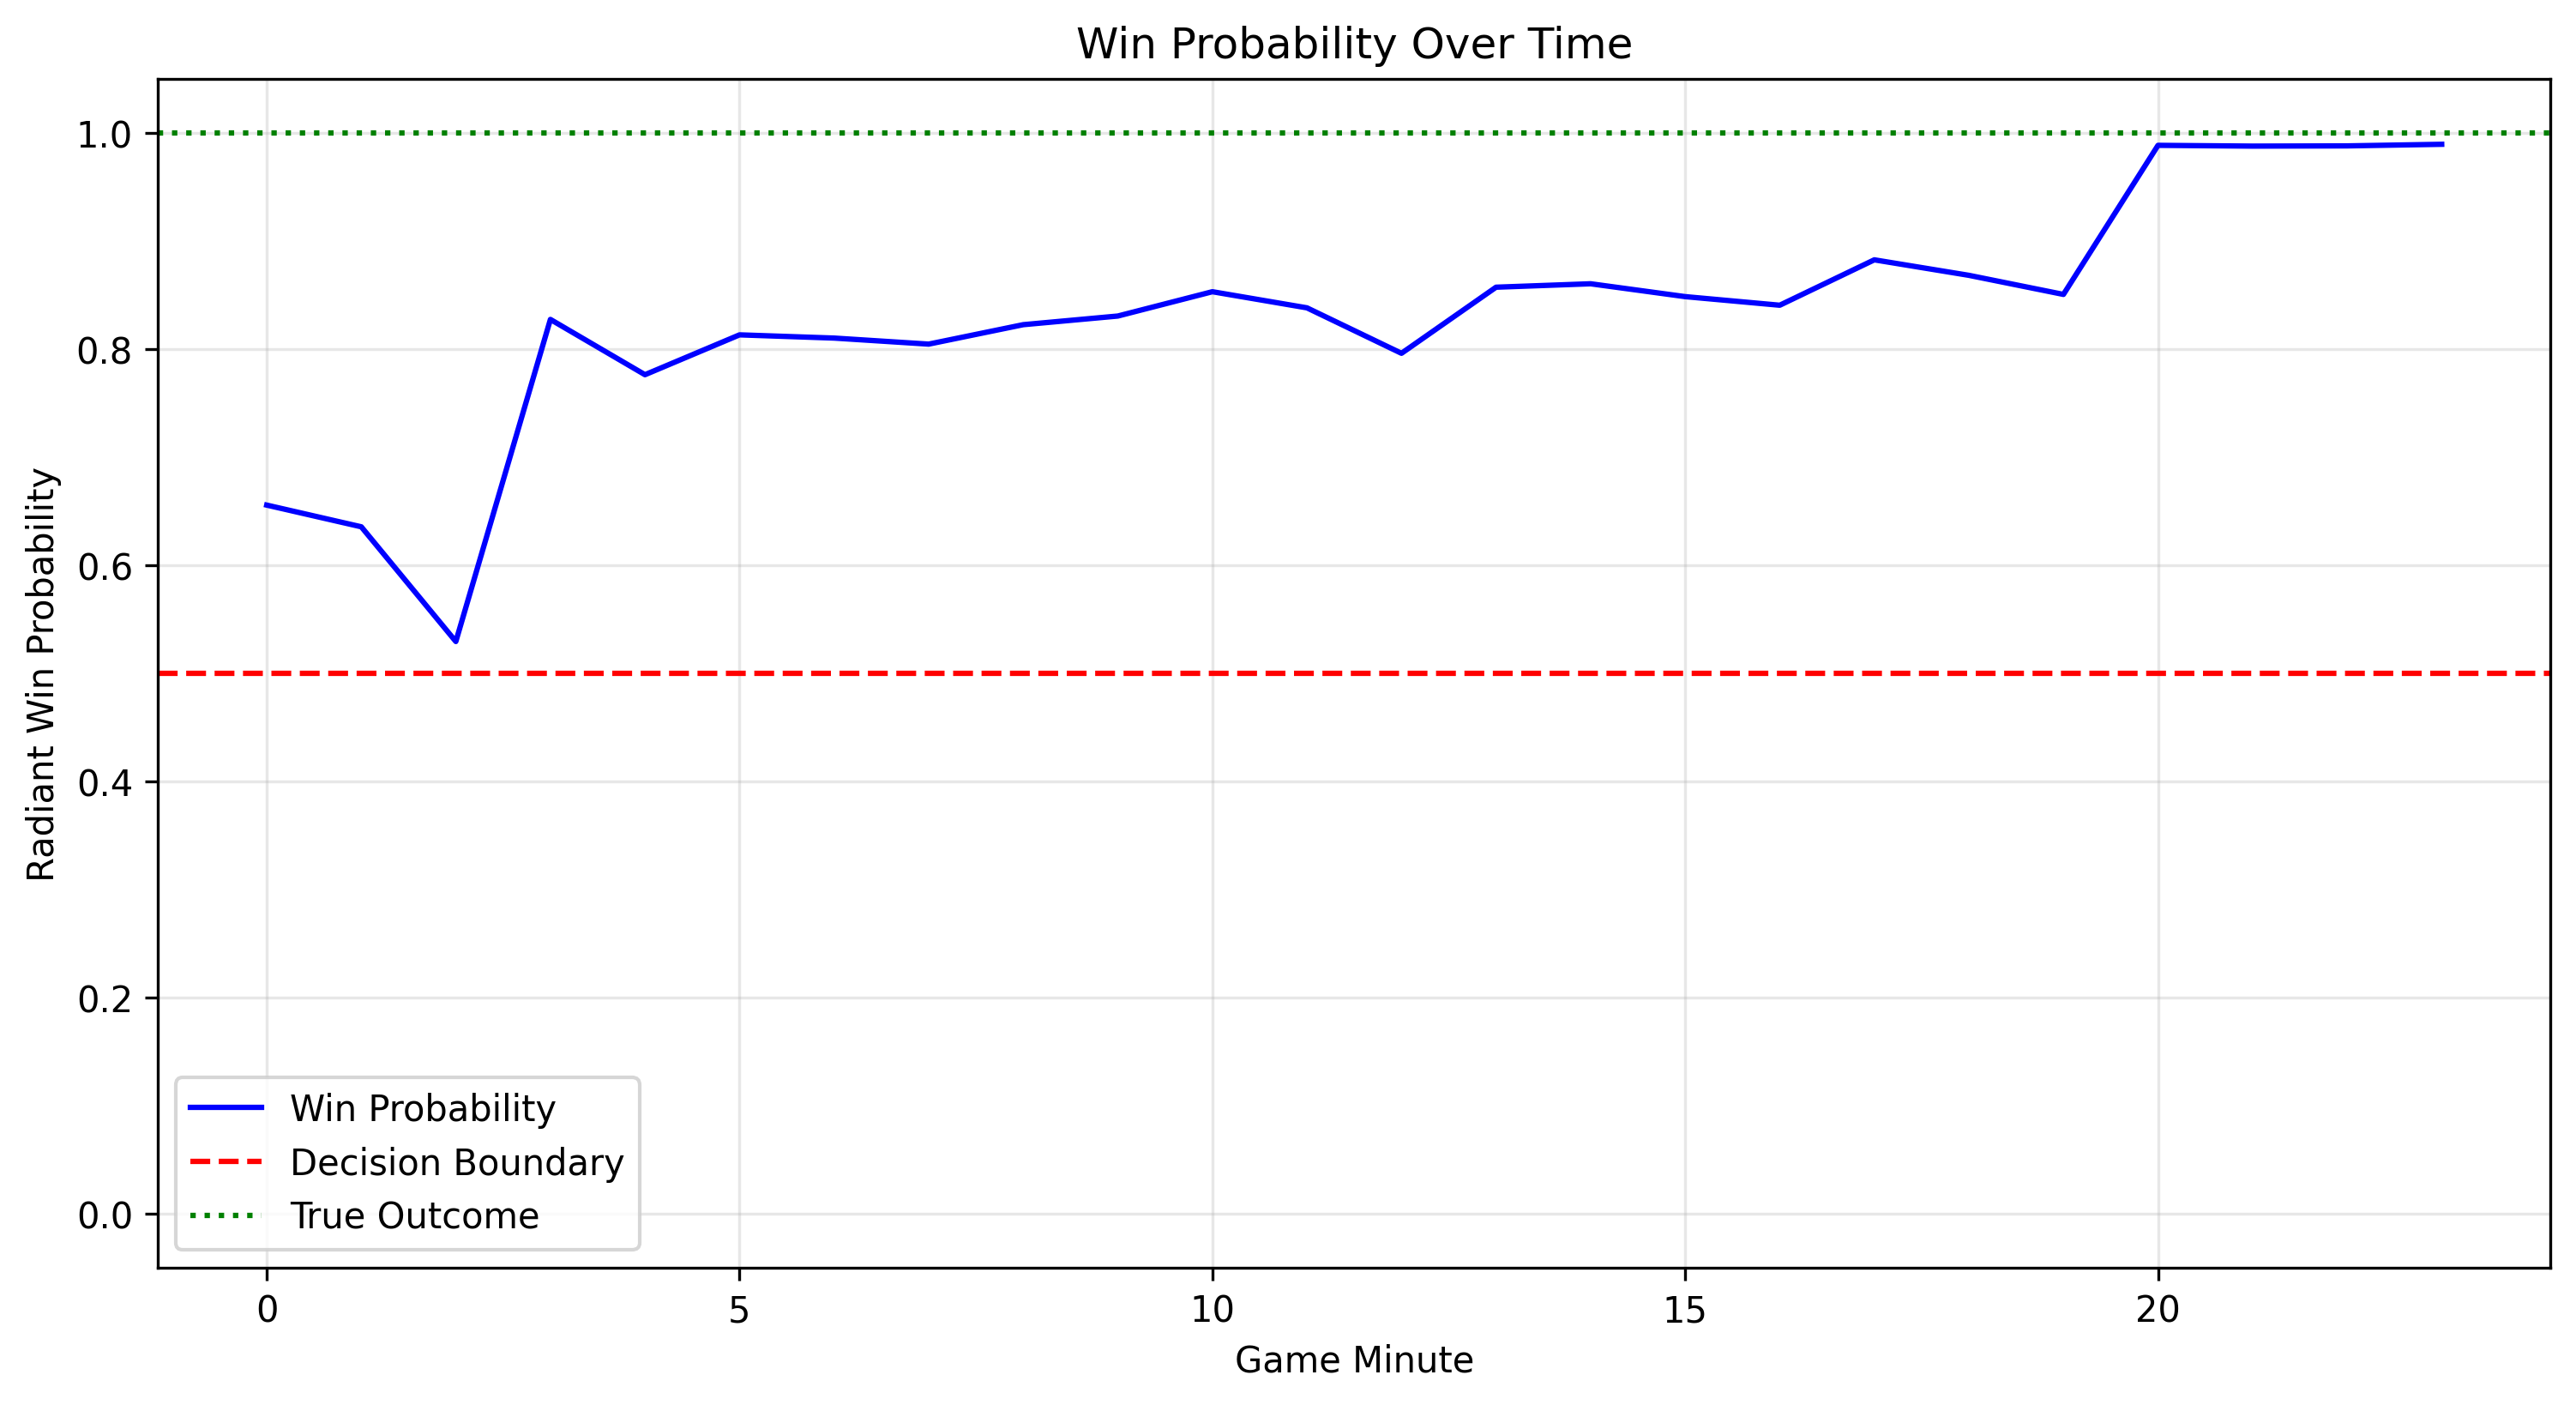 Win Probability Over Time
Radiant Win Probability
1.0
0.8
0.6
0.4
0.2
0.0
Win Probability
Decision Boundary
True Outcome
0 5 10 15 20
Game Minute